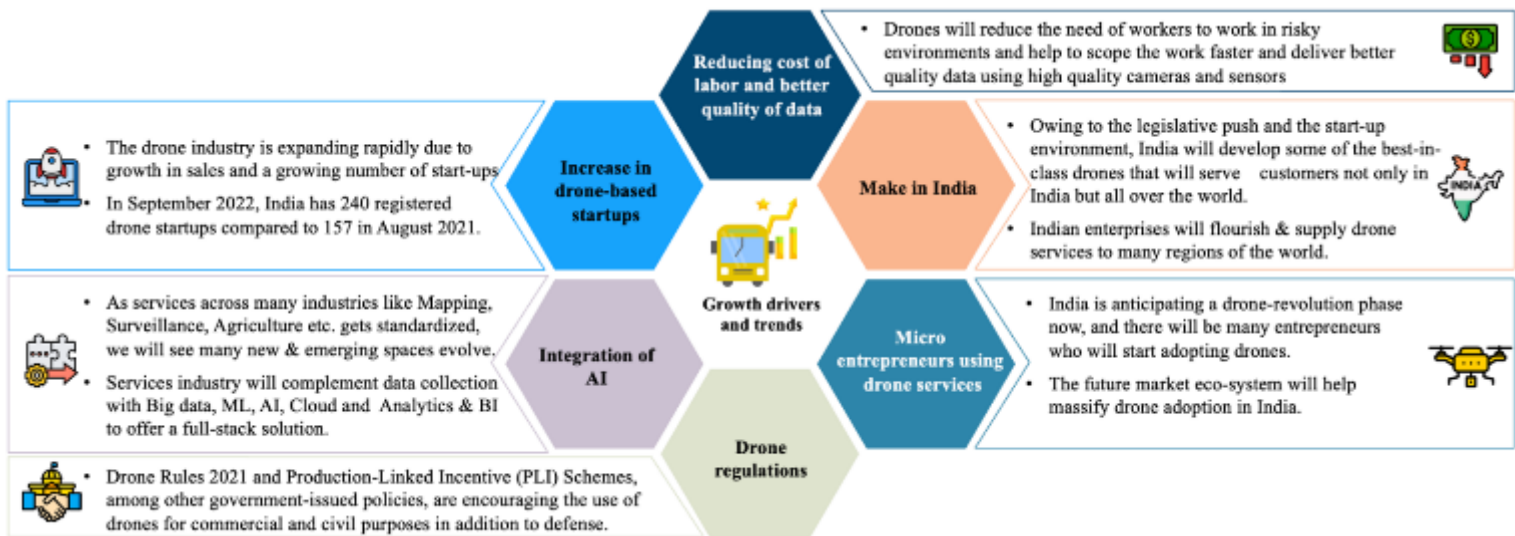 Reducing cost of
labor and better
quality of data
• Drones will reduce the need of workers to work in risky
environments and help to scope the work faster and deliver better
quality data using high quality cameras and sensors
• The drone industry is expanding rapidly due to
growth in sales and a growing number of start-ups
• In September 2022, India has 240 registered
drone startups compared to 157 in August 2021.
Increase in
drone-based
startups
Make in India
• Owing to the legislative push and the start-up
environment, India will develop some of the best-in-
class drones that will serve customers not only in
India but all over the world.
• Indian enterprises will flourish & supply drone
services to many regions of the world.
INDIA
Growth drivers
and trends
• As services across many industries like Mapping,
Surveillance, Agriculture etc. gets standardized,
we will see many new & emerging spaces evolve.
• Services industry will complement data collection
with Big data, ML, AI, Cloud and Analytics & BI
to offer a full-stack solution.
Integration of
AI
Micro
entrepreneurs using
drone services
• India is anticipating a drone-revolution phase
now, and there will be many entrepreneurs
who will start adopting drones.
• The future market eco-system will help
massify drone adoption in India.
Drone
regulations
• Drone Rules 2021 and Production-Linked Incentive (PLI) Schemes,
among other government-issued policies, are encouraging the use of
drones for commercial and civil purposes in addition to defense.